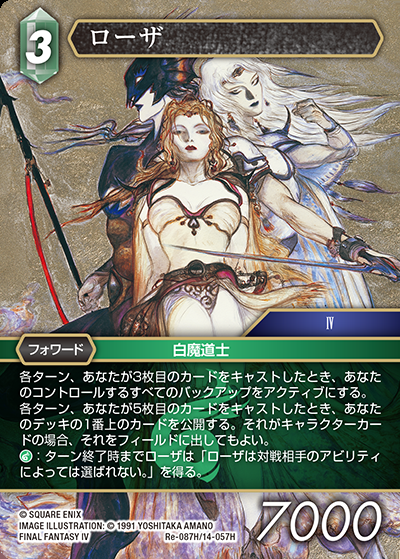 3
ローザ
IV
フォワード
白魔道士
各ターン、あなたが3枚目のカードをキャストしたとき、あなた
のコントロールするすべてのバックアップをアクティブにする。
各ターン、あなたが5枚目のカードをキャストしたとき、あなた
のデッキの1番上のカードを公開する。それがキャラクターカー
ドの場合、それをフィールドに出してもよい。
：ターン終了時までローザは「ローザは対戦相手のアビリティ
によっては選ばれない。」を得る。
© SQUARE ENIX
IMAGE ILLUSTRATION: © 1991 YOSHITAKA AMANO
FINAL FANTASY IV
Re-087H/14-057H
7000